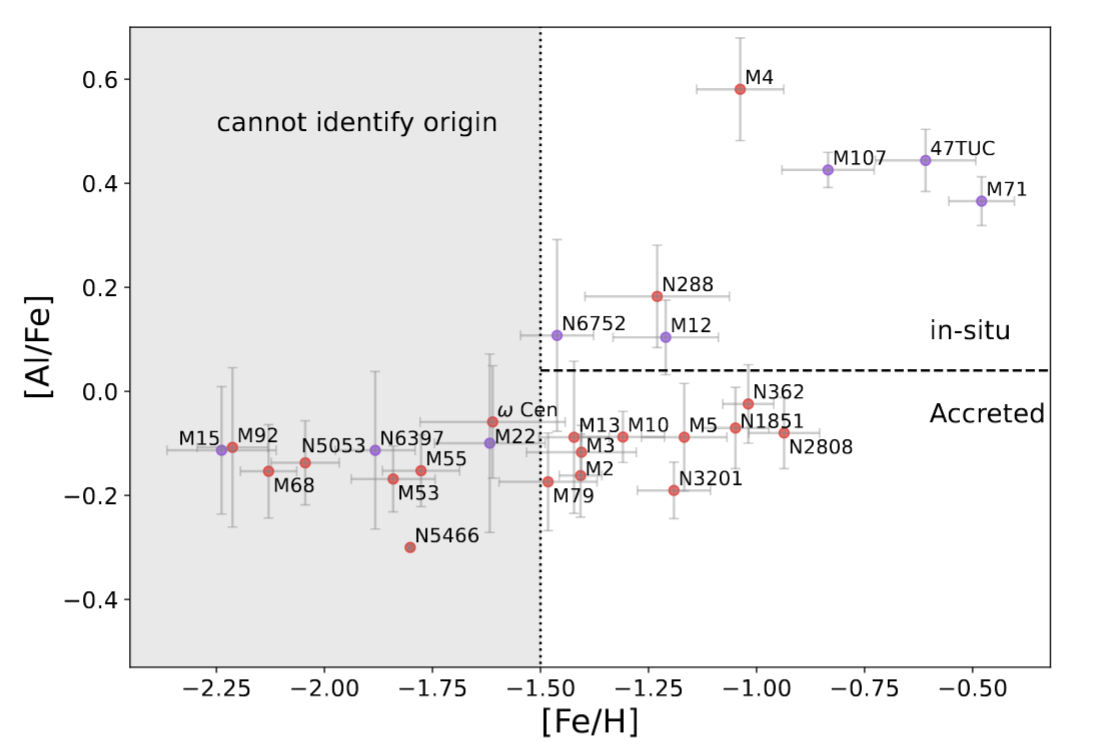 0.6
0.4
0.2
0.0
−0.2
−0.4
[Al/Fe]
cannot identify origin
M4
M107
47TUC
M71
N288
N6752
M12
in-situ
Accreted
N362
ω Cen
M13
M10
M5
N1851
N2808
M15
M92
N5053
N6397
M22
M3
M55
M68
M53
M2
M79
N3201
N5466
−2.25
−2.00
−1.75
−1.50
−1.25
−1.00
−0.75
−0.50
[Fe/H]